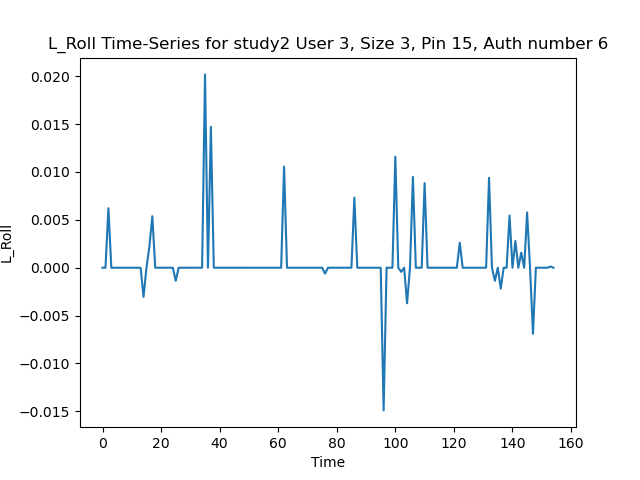 L_Roll Time-Series for study2 User 3, Size 3, Pin 15, Auth number 6
0.020
0.015
0.010
0.005
0.000
−0.005
−0.010
−0.015
L_Roll
0 20 40 60 80 100 120 140 160
Time